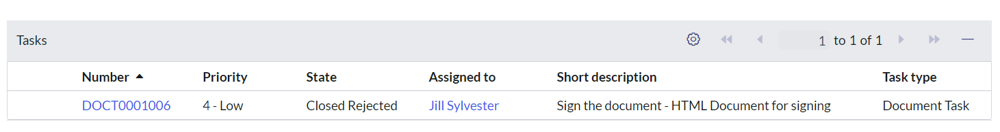 Tasks 1 to 1 of 1
Number Priority State Assigned to Short description Task type
DOCT0001006 4 - Low Closed Rejected Jill Sylvester Sign the document - HTML Document for signing Document Task